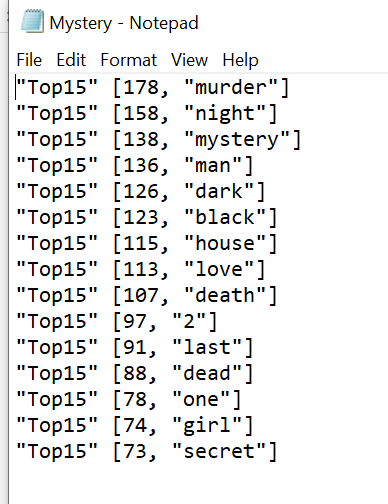 Mystery - Notepad
File Edit Format View Help
"Top15" [178, "murder"]
"Top15" [158, "night"]
"Top15" [138, "mystery"]
"Top15" [136, "man"]
"Top15" [126, "dark"]
"Top15" [123, "black"]
"Top15" [115, "house"]
"Top15" [113, "love"]
"Top15" [107, "death"]
"Top15" [97, "2"]
"Top15" [91, "last"]
"Top15" [88, "dead"]
"Top15" [78, "one"]
"Top15" [74, "girl"]
"Top15" [73, "secret"]